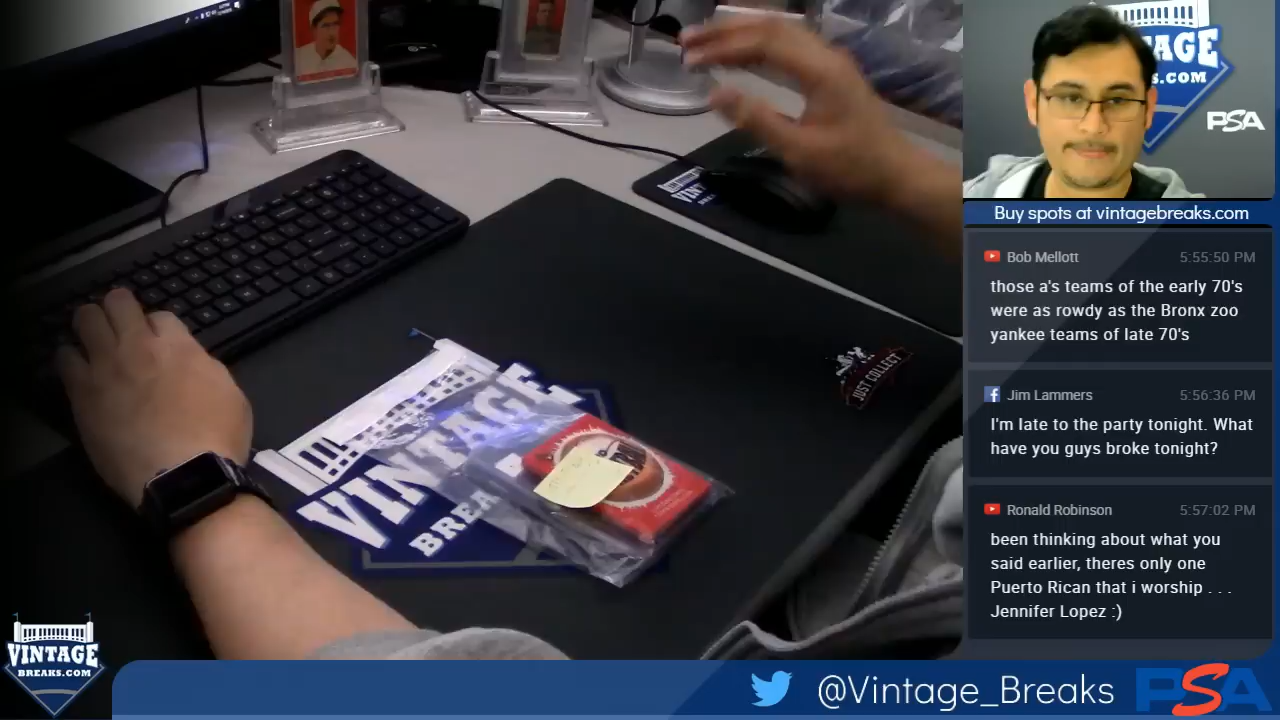 VINTAGE
.COM
PSA
Buy spots at vintagebreaks.com
Bob Mellott 5:55:50 PM
those a's teams of the early 70's
were as rowdy as the Bronx zoo
yankee teams of late 70's
Jim Lammers 5:56:36 PM
I'm late to the party tonight. What
have you guys broke tonight?
Ronald Robinson 5:57:02 PM
been thinking about what you
said earlier, theres only one
Puerto Rican that i worship . . .
Jennifer Lopez :)
JUST COLLECT
VINTAGE
BREA
VINTAGE
BREAKS.COM
@Vintage_Breaks
PSA